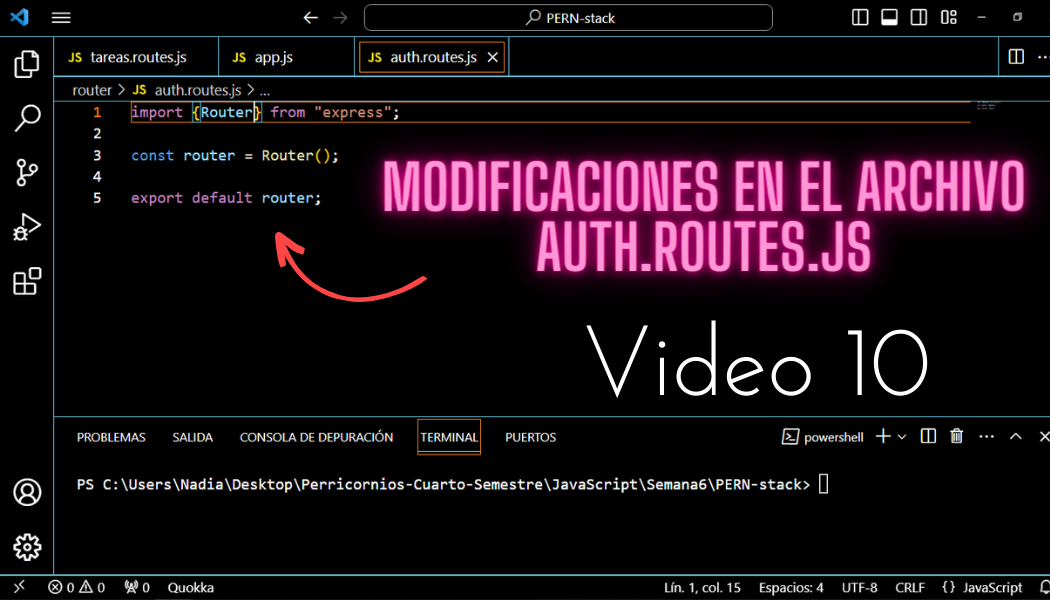 PERN-stack
JS tareas.routes.js JS app.js JS auth.routes.js
router > JS auth.routes.js > ...
1 import {Router} from "express";
2
3 const router = Router();
4
5 export default router;
MODIFICACIONES EN EL ARCHIVO
AUTH.ROUTES.JS
Video 10
PROBLEMAS SALIDA CONSOLA DE DEPURACIÓN TERMINAL PUERTOS powershell
PS C:\Users\Nadia\Desktop\Perricornios-Cuarto-Semestre\JavaScript\Semana6\PERN-stack>
0 0 0 Quokka Lín. 1, col. 15 Espacios: 4 UTF-8 CRLF {} JavaScript